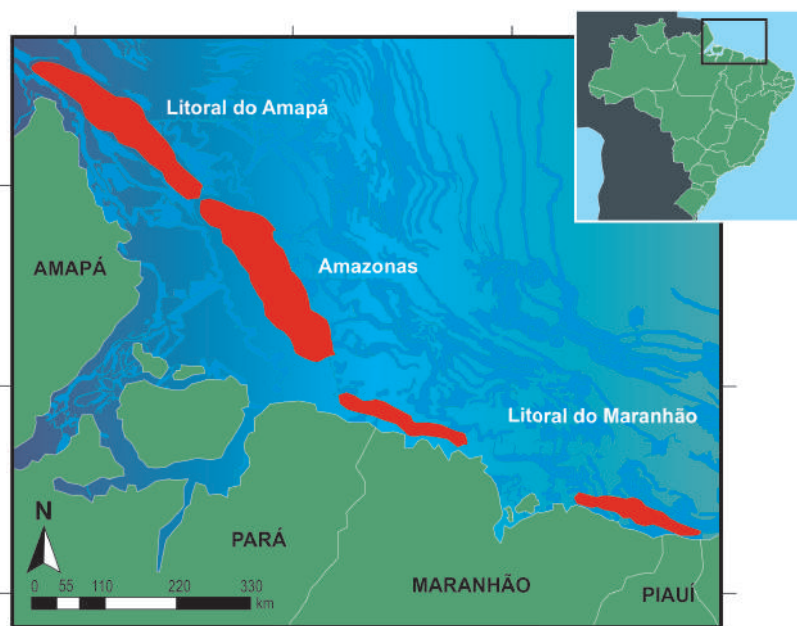 Litoral do Amapá
AMAPÁ
Amazonas
Litoral do Maranhão
N
PARÁ
0 55 110 220 330
km
MARANHÃO
PIAUÍ